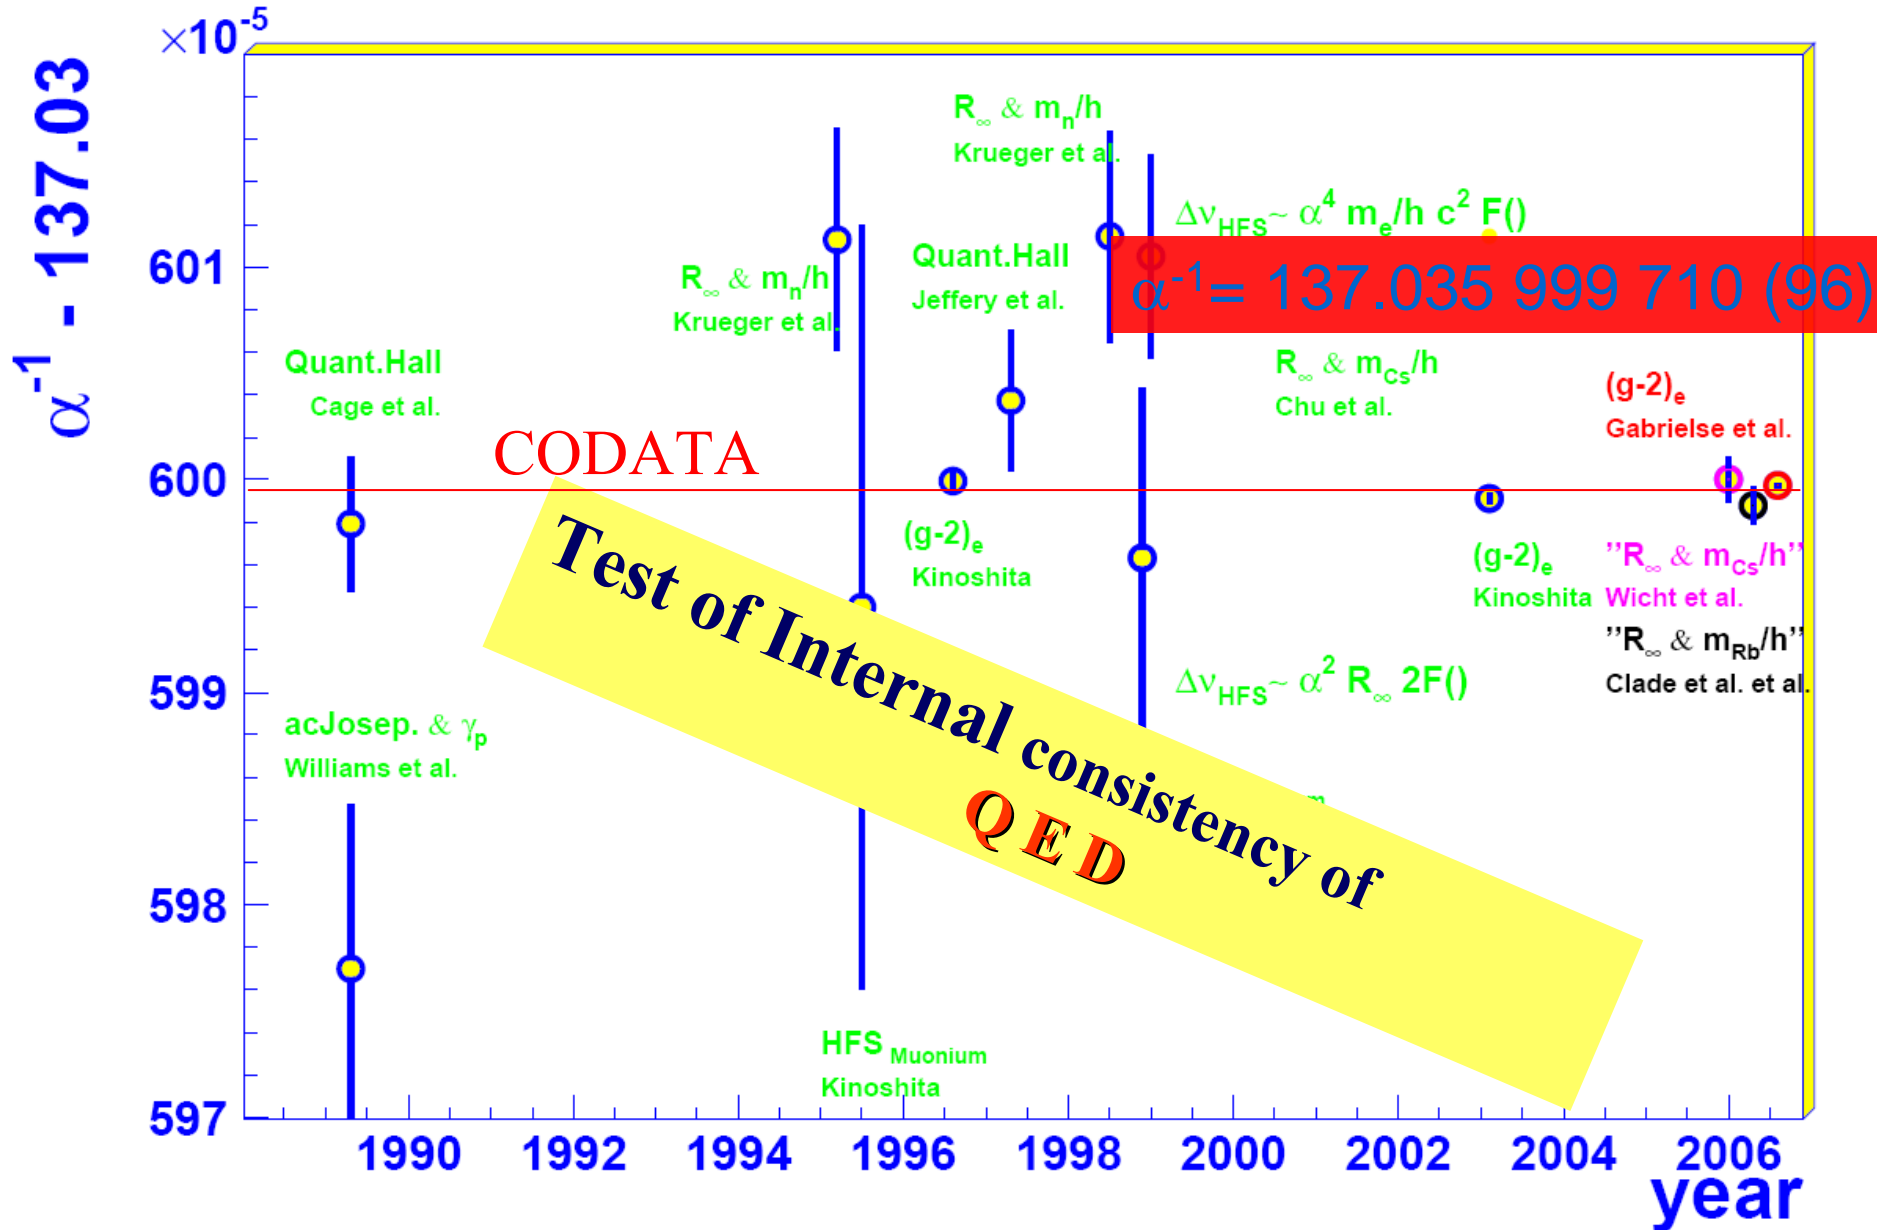 ×10⁻⁵
α⁻¹ - 137.03
601
600
599
598
597
1990 1992 1994 1996 1998 2000 2002 2004 2006
year
R∞ & mn/h
Krueger et al.
ΔνHFS~ α⁴ me/h c² F()
α⁻¹= 137.035 999 710 (96)
Quant.Hall
Jeffery et al.
R∞ & mn/h
Krueger et al.
Quant.Hall
Cage et al.
R∞ & mCs/h
Chu et al.
(g-2)e
Gabrielse et al.
CODATA
(g-2)e
Kinoshita
(g-2)e
Kinoshita
”R∞ & mCs/h”
Wicht et al.
”R∞ & mRb/h”
Clade et al. et al.
ΔνHFS~ α² R∞ 2F()
acJosep. & γp
Williams et al.
Test of Internal consistency of
Q E D
HFS Muonium
Kinoshita